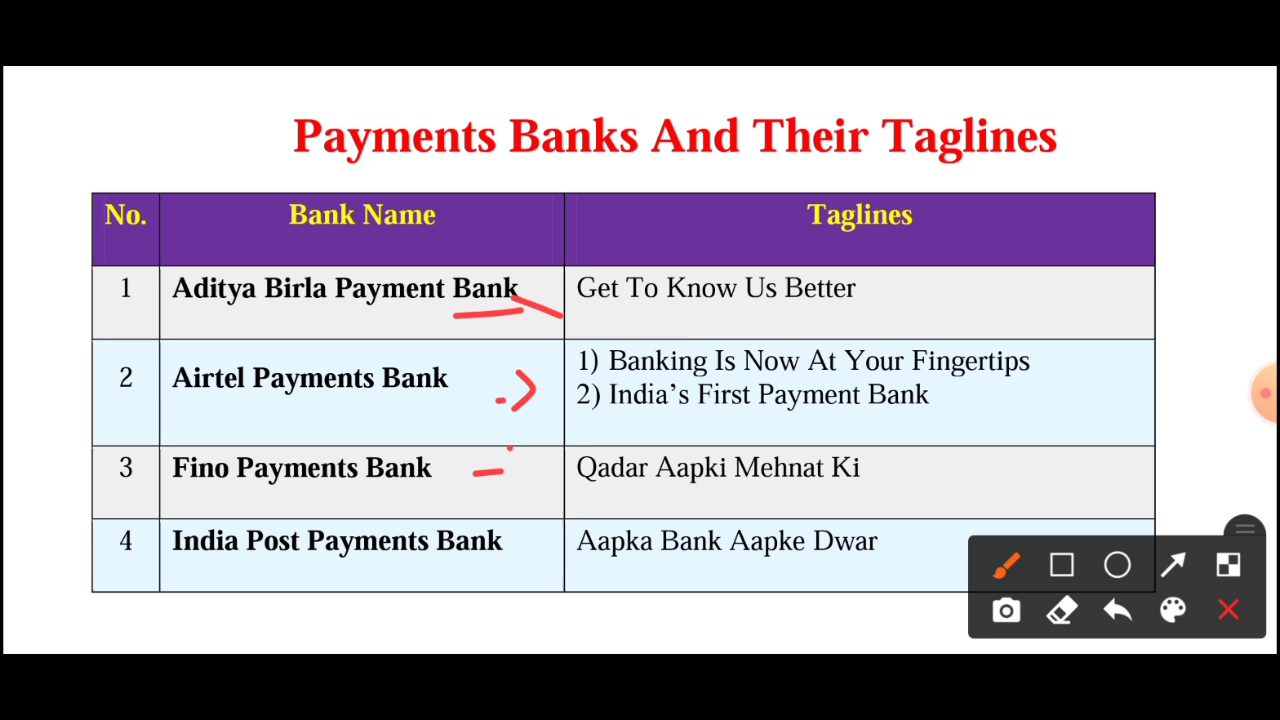 Payments Banks And Their Taglines
No. Bank Name Taglines
1 Aditya Birla Payment Bank Get To Know Us Better
2 Airtel Payments Bank 1) Banking Is Now At Your Fingertips
2) India’s First Payment Bank
3 Fino Payments Bank Qadar Aapki Mehnat Ki
4 India Post Payments Bank Aapka Bank Aapke Dwar